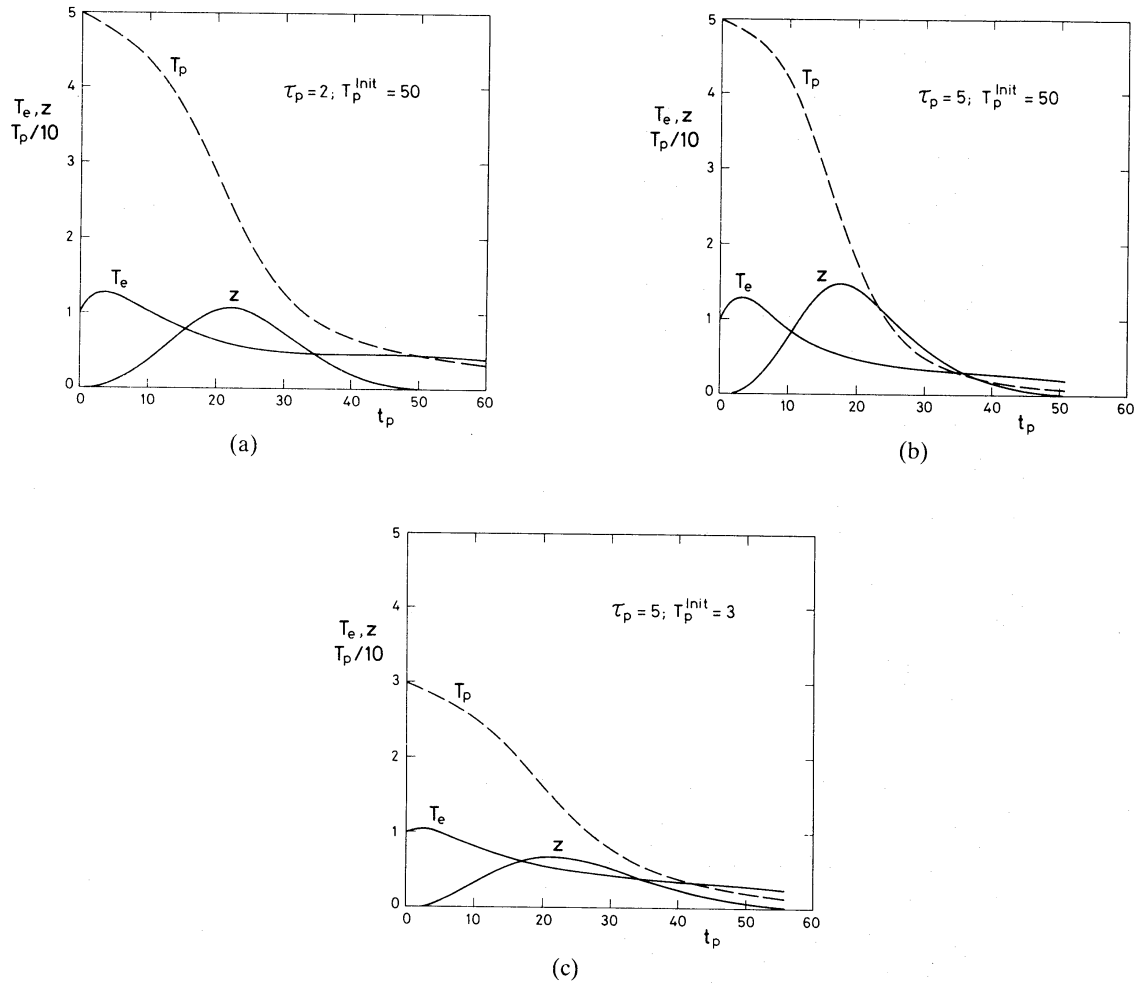 5
4
3
2
1
0
T_e, z
T_p/10
T_p
τ_p = 2; T_p^Init = 50
T_e
z
0 10 20 30 40 50 60
t_p
(a)
5
4
3
2
1
0
T_e, z
T_p/10
T_p
τ_p = 5; T_p^Init = 50
T_e
z
0 10 20 30 40 50 60
t_p
(b)
5
4
3
2
1
0
T_e, z
T_p/10
τ_p = 5; T_p^Init = 3
T_p
T_e
z
0 10 20 30 40 50 60
t_p
(c)